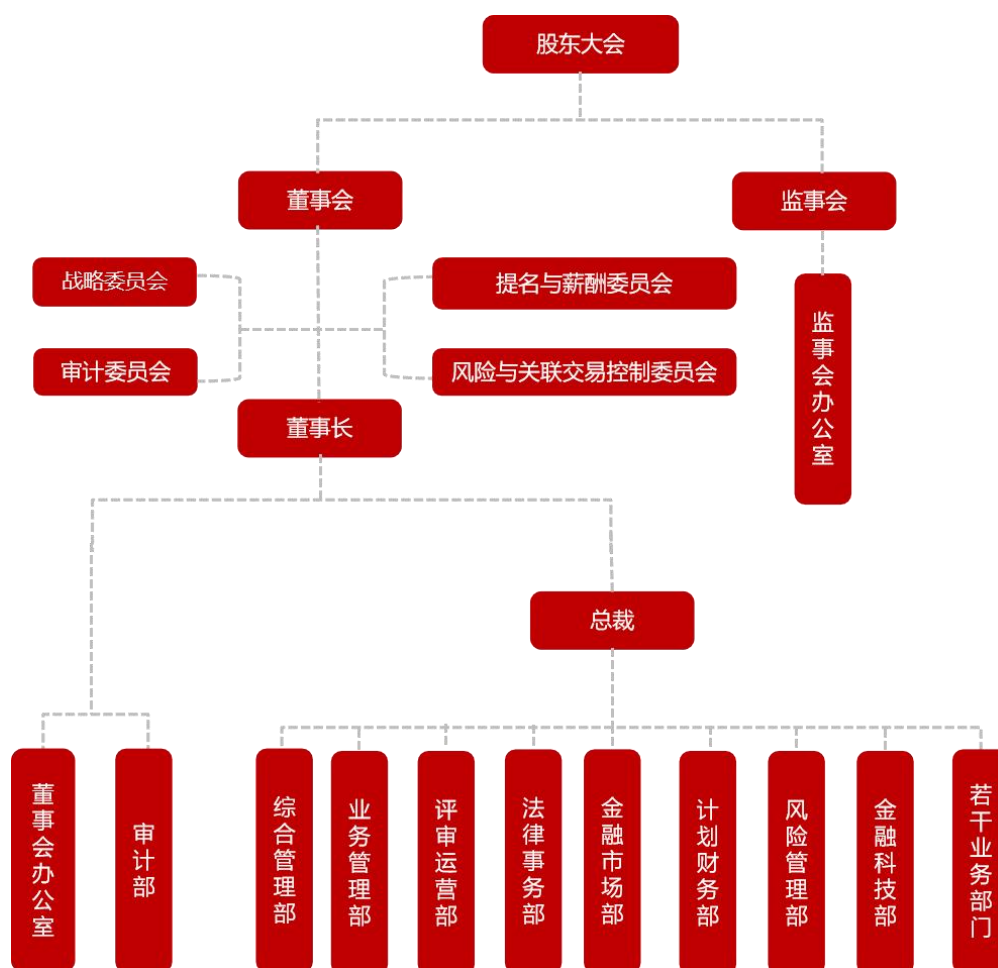 股东大会
董事会
监事会
战略委员会
提名与薪酬委员会
审计委员会
风险与关联交易控制委员会
监事会办公室
董事长
总裁
董事会办公室
审计部
综合管理部
业务管理部
评审运营部
法律事务部
金融市场部
计划财务部
风险管理部
金融科技部
若干业务部门